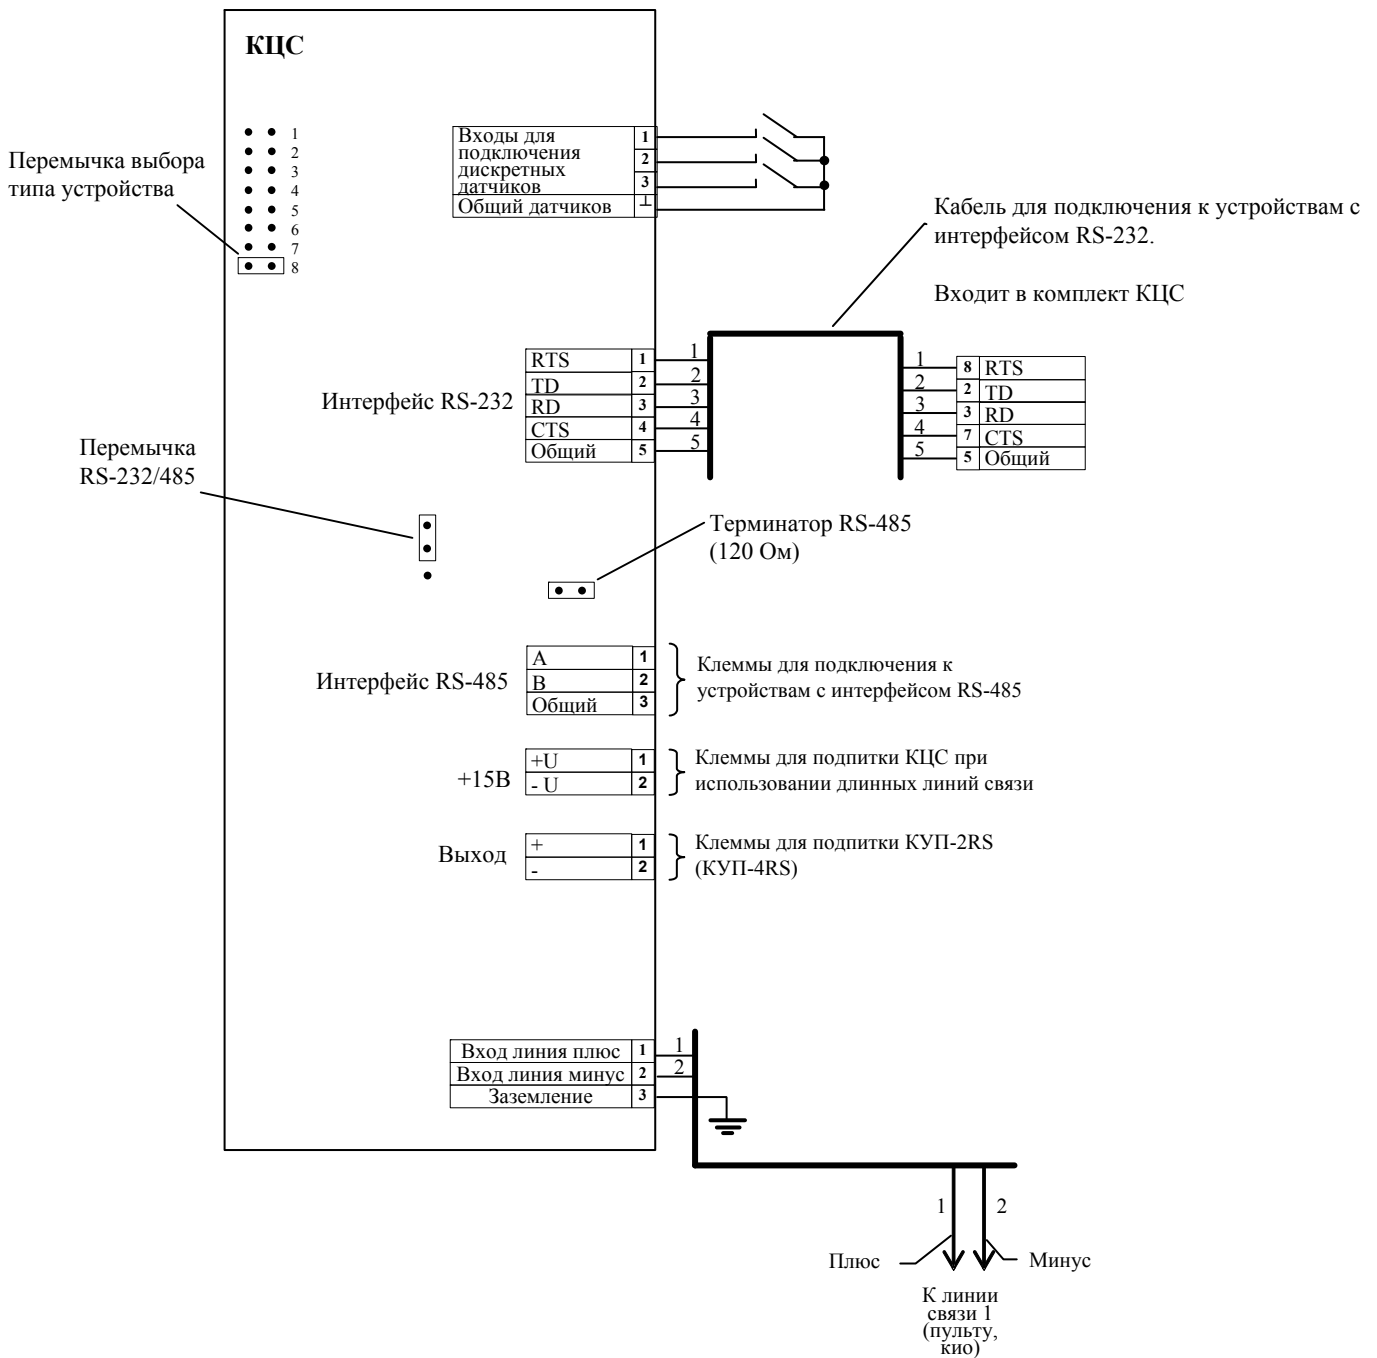 КЦС
1
2
3
4
5
6
7
8
Перемычка выбора
типа устройства
Входы для
подключения
дискретных
датчиков
1
2
3
Общий датчиков ⊥
Кабель для подключения к устройствам с
интерфейсом RS-232.
Входит в комплект КЦС
Интерфейс RS-232
RTS 1 1
TD 2 2
RD 3 3
CTS 4 4
Общий 5 5
1 8 RTS
2 2 TD
3 3 RD
4 7 CTS
5 5 Общий
Перемычка
RS-232/485
Терминатор RS-485
(120 Ом)
Интерфейс RS-485
A 1
B 2
Общий 3
Клеммы для подключения к
устройствам с интерфейсом RS-485
+15В
+U 1
- U 2
Клеммы для подпитки КЦС при
использовании длинных линий связи
Выход
+ 1
- 2
Клеммы для подпитки КУП-2RS
(КУП-4RS)
Вход линия плюс 1 1
Вход линия минус 2 2
Заземление 3
1 2
Плюс
Минус
К линии
связи 1
(пульту,
кио)